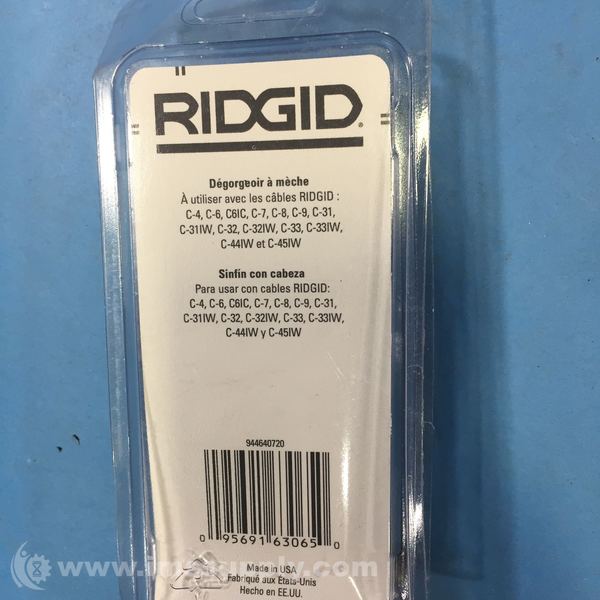 RIDGID®
Dégorgeoir à mèche
À utiliser avec les câbles RIDGID :
C-4, C-6, C6IC, C-7, C-8, C-9, C-31,
C-31IW, C-32, C-32IW, C-33, C-33IW,
C-44IW et C-45IW
Sinfín con cabeza
Para usar con cables RIDGID:
C-4, C-6, C6IC, C-7, C-8, C-9, C-31,
C-31IW, C-32, C-32IW, C-33, C-33IW,
C-44IW y C-45IW
944640720
0 95691 63065 0
Made in USA
Fabriqué aux États-Unis
Hecho en EE.UU.
www.imasupply.com